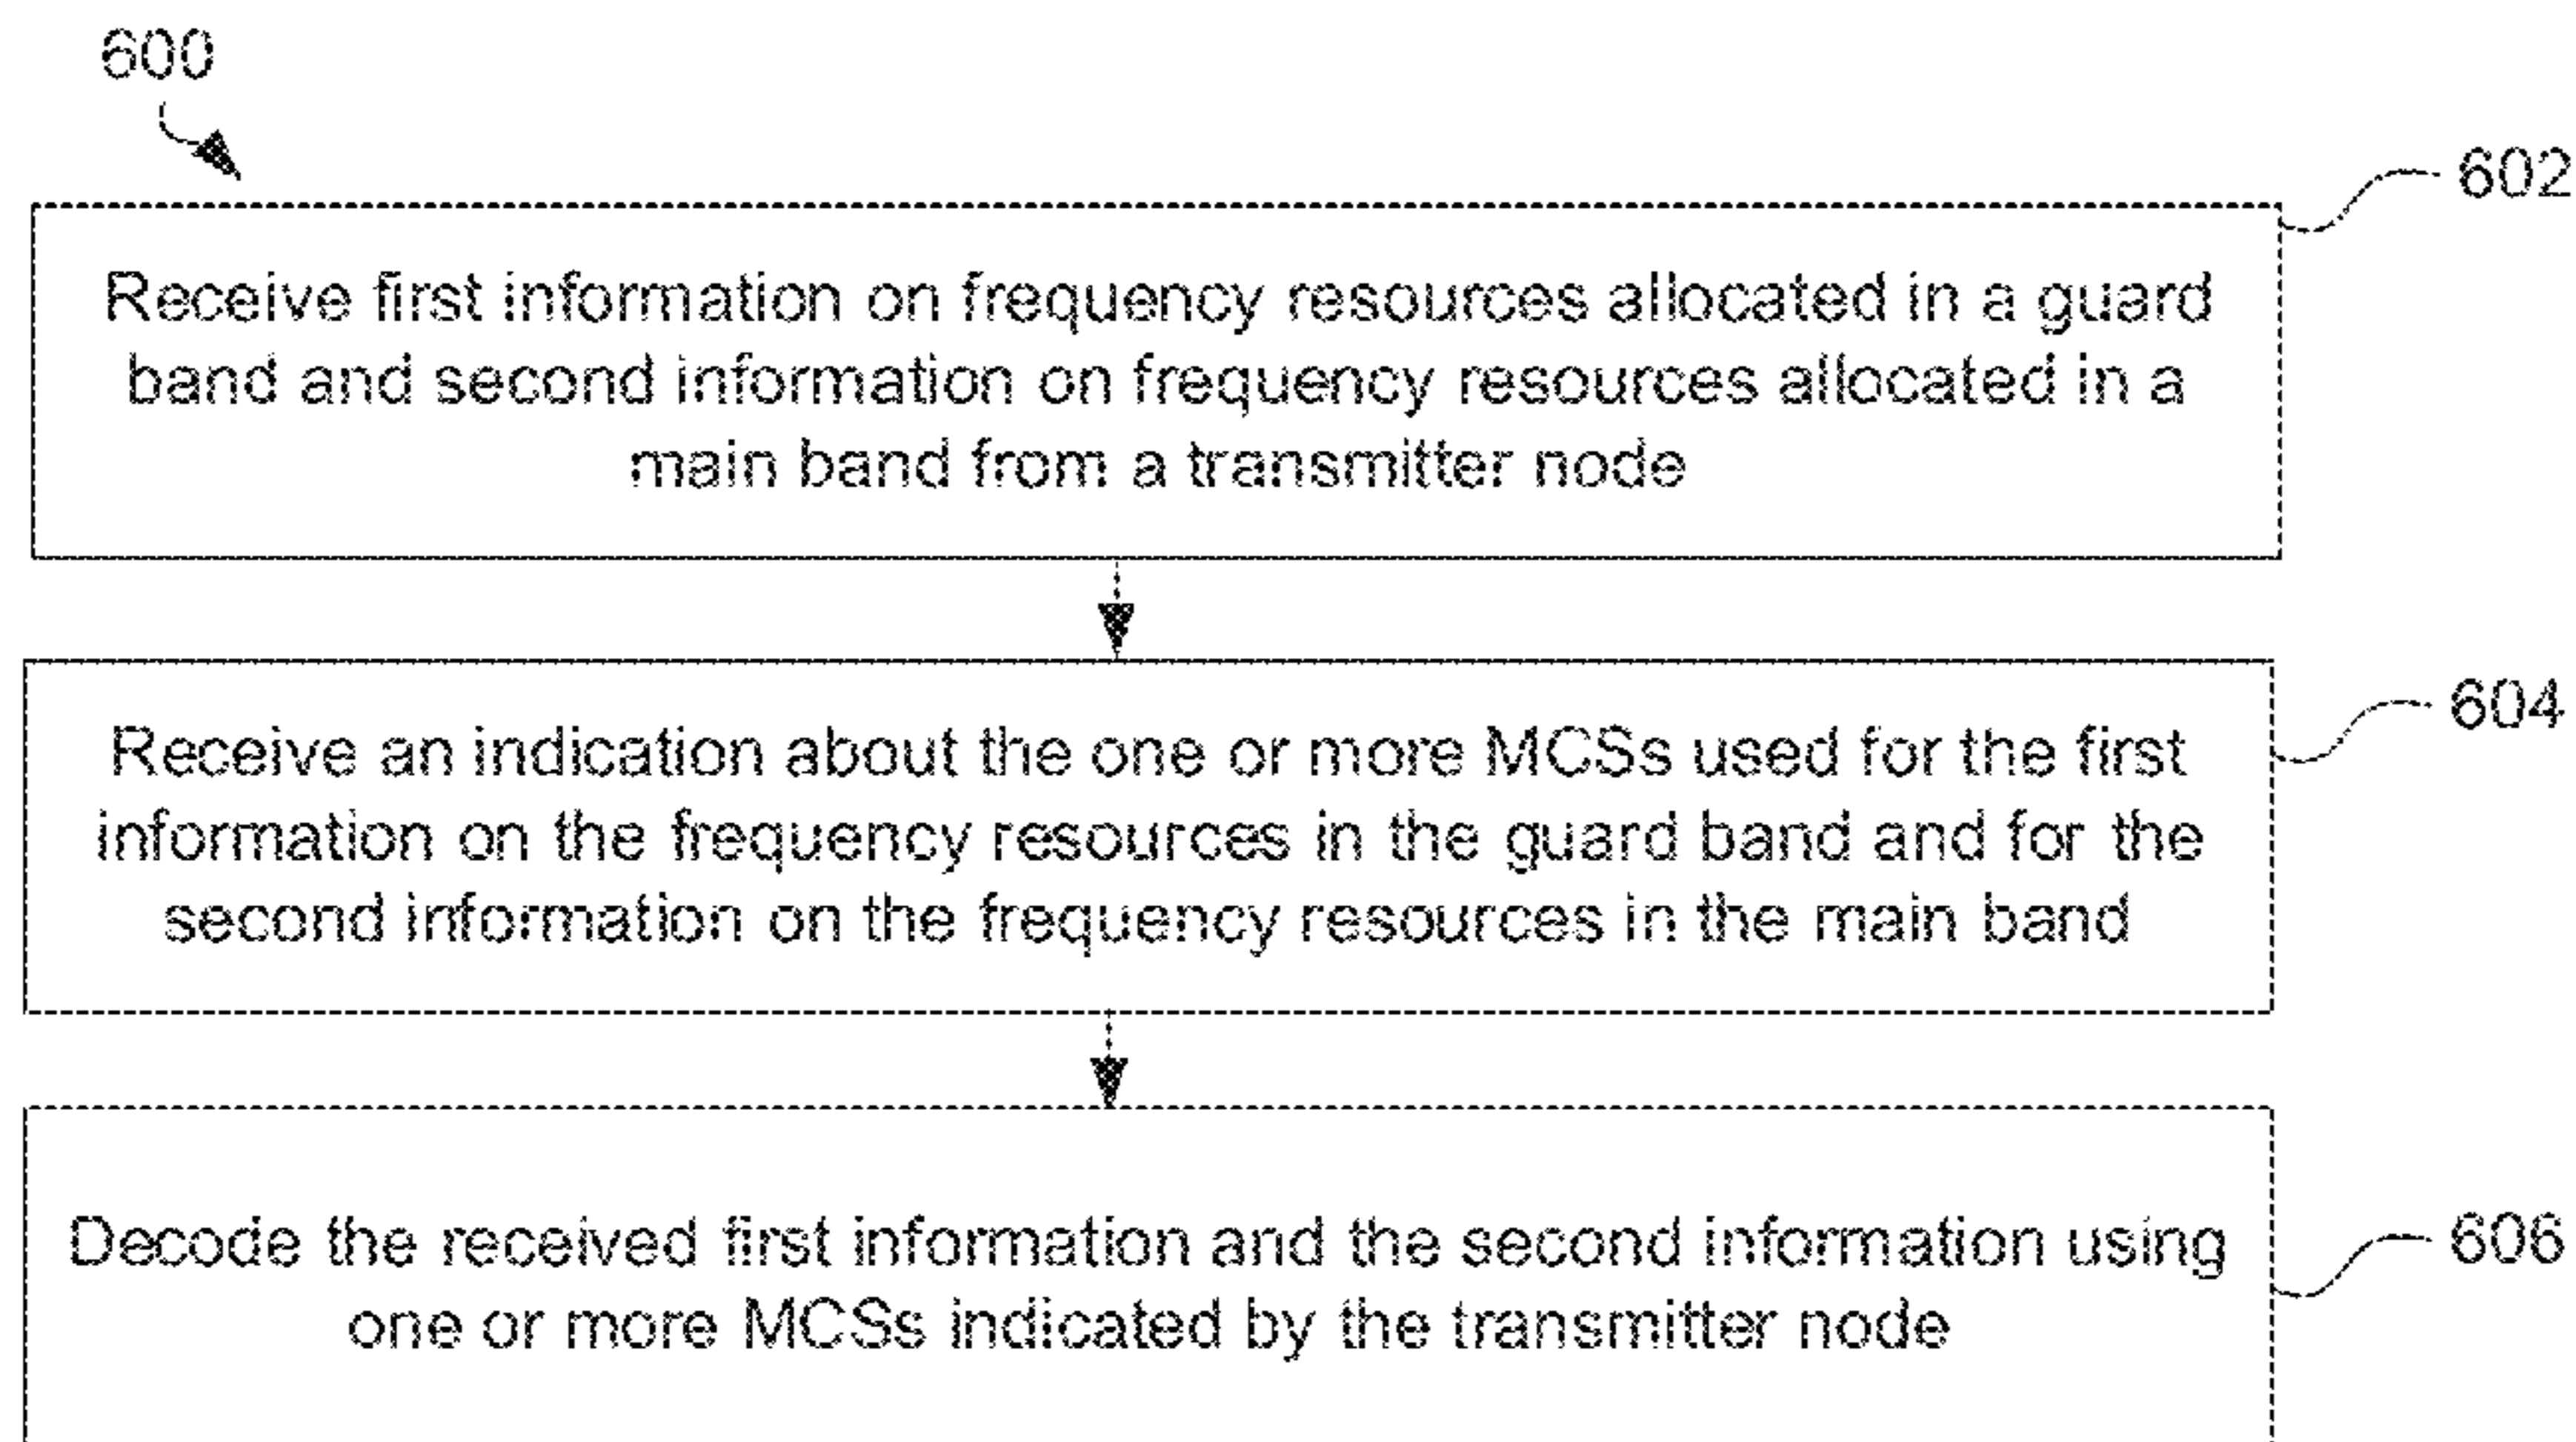 600
602
Receive first information on frequency resources allocated in a guard
band and second information on frequency resources allocated in a
main band from a transmitter node
604
Receive an indication about the one or more MCSs used for the first
information on the frequency resources in the guard band and for the
second information on the frequency resources in the main band
606
Decode the received first information and the second information using
one or more MCSs indicated by the transmitter node